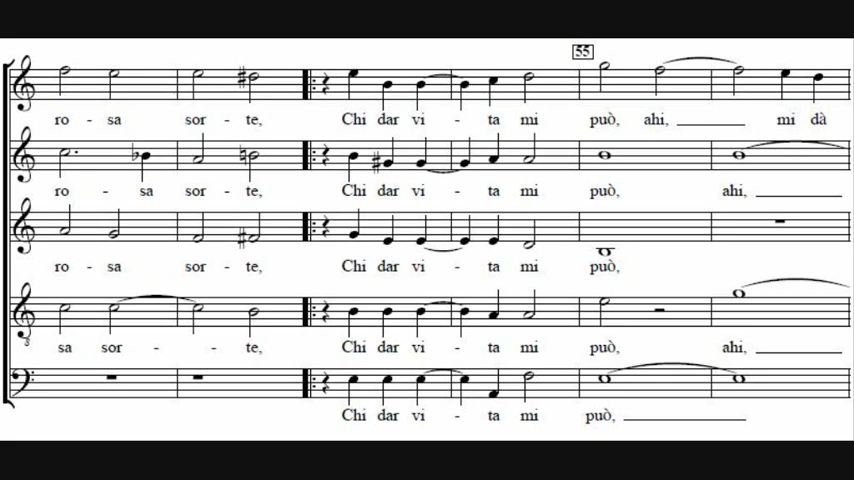 55
ro - sa sor - te, Chi dar vi - ta mi può, ahi, mi dà
ro - sa sor - te, Chi dar vi - ta mi può, ahi,
ro - sa sor - te, Chi dar vi - ta mi può,
sa sor - - te, Chi dar vi - ta mi può, ahi,
Chi dar vi - ta mi può,